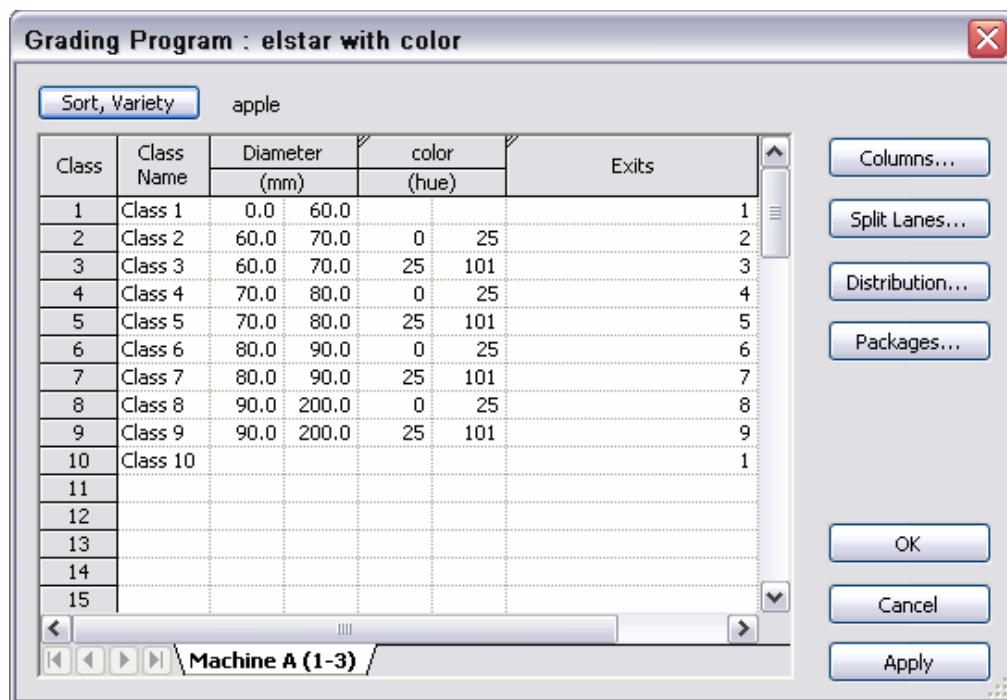 Grading Program : elstar with color
Sort, Variety apple
Class Class Name Diameter (mm) color (hue) Exits
1 Class 1 0.0 60.0 1
2 Class 2 60.0 70.0 0 25 2
3 Class 3 60.0 70.0 25 101 3
4 Class 4 70.0 80.0 0 25 4
5 Class 5 70.0 80.0 25 101 5
6 Class 6 80.0 90.0 0 25 6
7 Class 7 80.0 90.0 25 101 7
8 Class 8 90.0 200.0 0 25 8
9 Class 9 90.0 200.0 25 101 9
10 Class 10 1
11
12
13
14
15
Machine A (1-3)
Columns...
Split Lanes...
Distribution...
Packages...
OK
Cancel
Apply